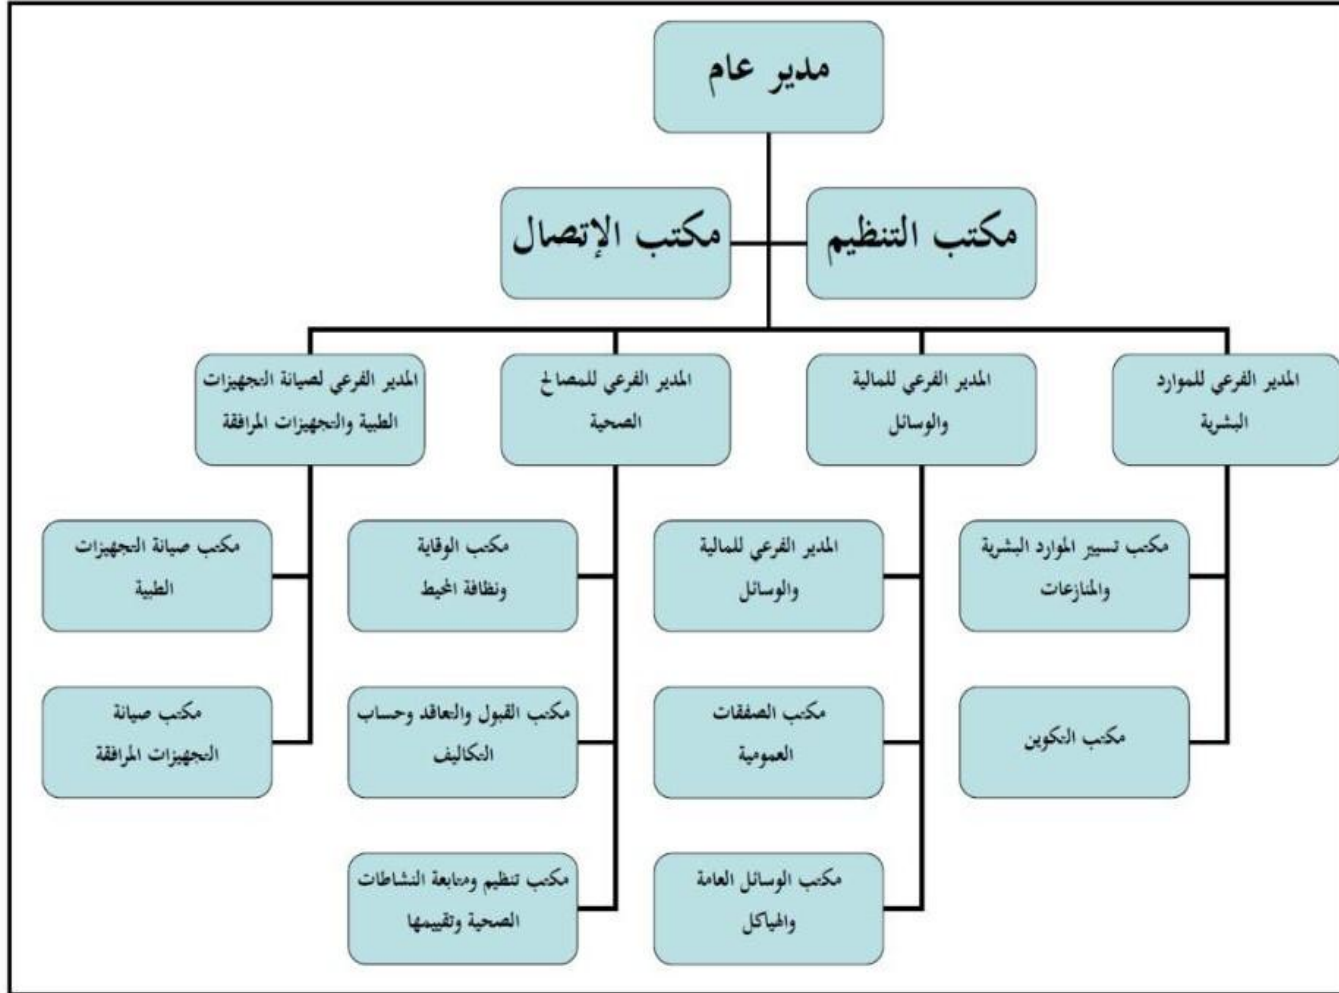 مدير عام
مكتب التنظيم
مكتب الإتصال
المدير الفرعي للموارد
البشرية
المدير الفرعي للمالية
والوسائل
المدير الفرعي للمصالح
الصحية
المدير الفرعي لصيانة التجهيزات
الطبية والتجهيزات المرافقة
مكتب تسيير الموارد البشرية
والمنازعات
المدير الفرعي للمالية
والوسائل
مكتب الوقاية
ونظافة المحيط
مكتب صيانة التجهيزات
الطبية
مكتب التكوين
مكتب الصفقات
العمومية
مكتب القبول والتعاقد وحساب
التكاليف
مكتب صيانة
التجهيزات المرافقة
مكتب الوسائل العامة
والهياكل
مكتب تنظيم ومتابعة النشاطات
الصحية وتقييمها